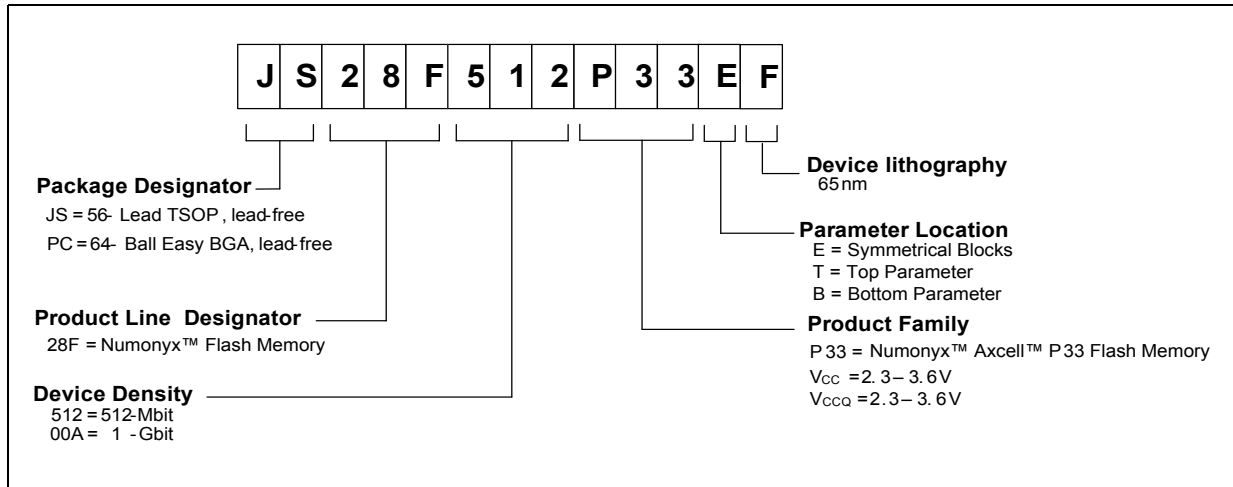 J S 2 8 F 5 1 2 P 3 3 E F
Package Designator
JS = 56- Lead TSOP , lead-free
PC = 64- Ball Easy BGA, lead-free
Product Line Designator
28F = Numonyx™ Flash Memory
Device Density
512 = 512-Mbit
00A = 1 -Gbit
Device lithography
65nm
Parameter Location
E = Symmetrical Blocks
T = Top Parameter
B = Bottom Parameter
Product Family
P33 = Numonyx™ Axcell™ P33 Flash Memory
VCC = 2.3 – 3.6V
VCCQ = 2.3 – 3.6V